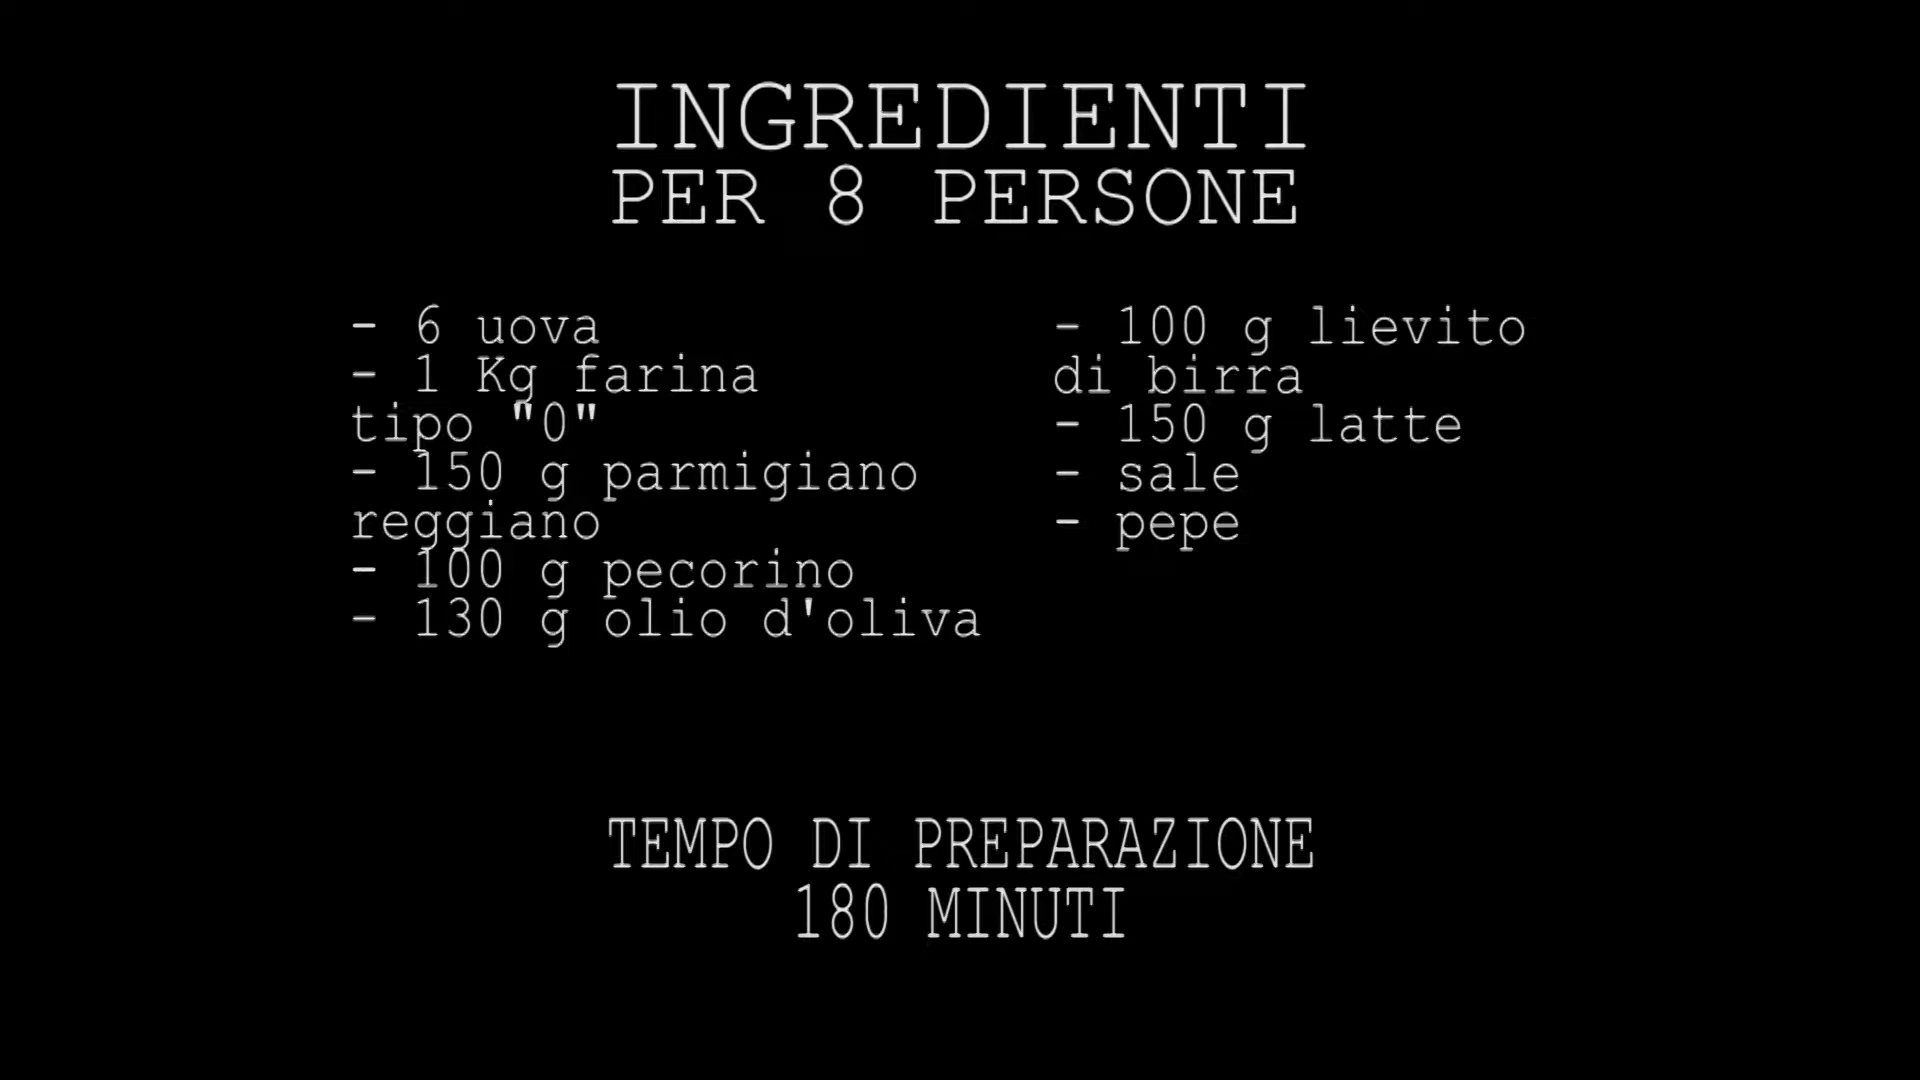 INGREDIENTI
PER 8 PERSONE
- 6 uova
- 1 Kg farina
tipo "0"
- 150 g parmigiano
reggiano
- 100 g pecorino
- 130 g olio d'oliva
- 100 g lievito
di birra
- 150 g latte
- sale
- pepe
TEMPO DI PREPARAZIONE
180 MINUTI